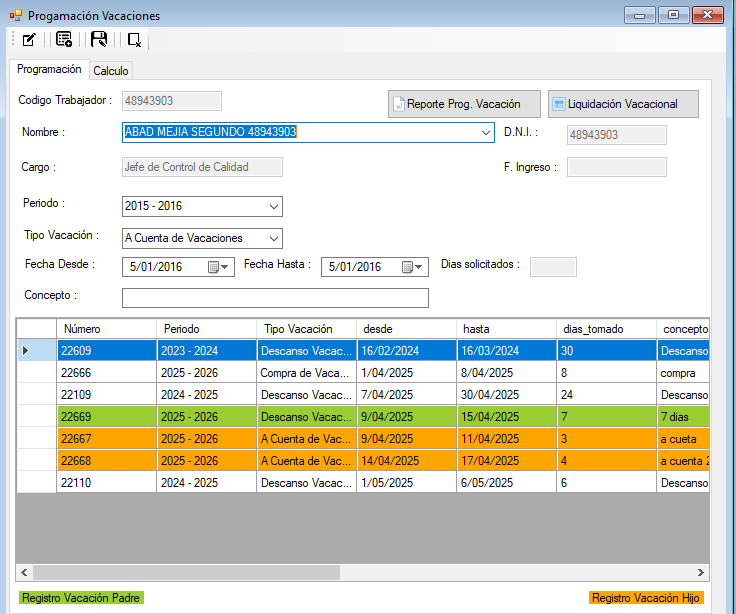 Progamación Vacaciones
Programación Calculo
Codigo Trabajador : 48943903 Reporte Prog. Vacación Liquidación Vacacional
Nombre : ABAD MEJIA SEGUNDO 48943903 D.N.I. : 48943903
Cargo : Jefe de Control de Calidad F. Ingreso :
Periodo : 2015 - 2016
Tipo Vacación : A Cuenta de Vacaciones
Fecha Desde : 5/01/2016 Fecha Hasta : 5/01/2016 Dias solicitados :
Concepto :
Número Periodo Tipo Vacación desde hasta dias_tomado concepto
22609 2023 - 2024 Descanso Vacac... 16/02/2024 16/03/2024 30 Descanso
22666 2025 - 2026 Compra de Vaca... 1/04/2025 8/04/2025 8 compra
22109 2024 - 2025 Descanso Vacac... 7/04/2025 30/04/2025 24 Descanso
22669 2025 - 2026 Descanso Vacac... 9/04/2025 15/04/2025 7 7 dias
22667 2025 - 2026 A Cuenta de Vac... 9/04/2025 11/04/2025 3 a cueta
22668 2025 - 2026 A Cuenta de Vac... 14/04/2025 17/04/2025 4 a cuenta 2
22110 2024 - 2025 Descanso Vacac... 1/05/2025 6/05/2025 6 Descanso
Registro Vacación Padre Registro Vacación Hijo